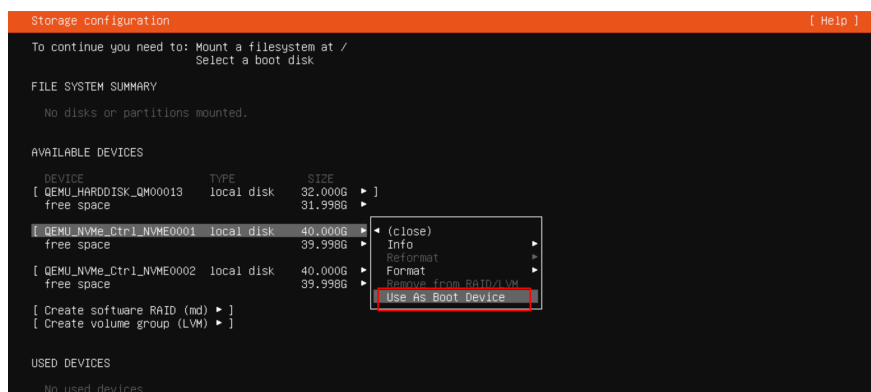 Storage configuration [ Help ]
To continue you need to: Mount a filesystem at /
Select a boot disk
FILE SYSTEM SUMMARY
No disks or partitions mounted.
AVAILABLE DEVICES
DEVICE TYPE SIZE
[ QEMU_HARDDISK_QM00013 local disk 32.000G ▸ ]
free space 31.998G ▸
[ QEMU_NVMe_Ctrl_NVME0001 local disk 40.000G ▸ ◂ (close)
free space 39.998G ▸ Info ▸
Reformat ▸
[ QEMU_NVMe_Ctrl_NVME0002 local disk 40.000G ▸ Format ▸
free space 39.998G ▸ Remove from RAID/LVM
Use As Boot Device
[ Create software RAID (md) ▸ ]
[ Create volume group (LVM) ▸ ]
USED DEVICES
No used devices